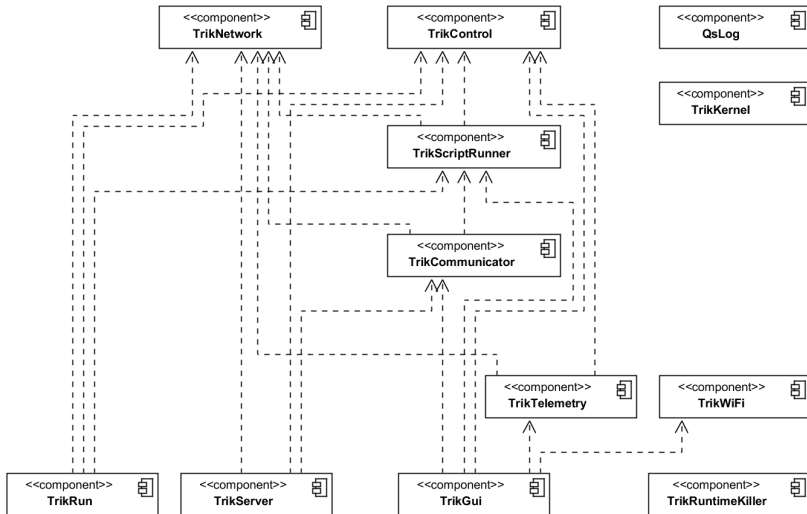 <<component>>
TrikNetwork
<<component>>
TrikControl
<<component>>
QsLog
<<component>>
TrikKernel
<<component>>
TrikScriptRunner
<<component>>
TrikCommunicator
<<component>>
TrikTelemetry
<<component>>
TrikWiFi
<<component>>
TrikRun
<<component>>
TrikServer
<<component>>
TrikGui
<<component>>
TrikRuntimeKiller